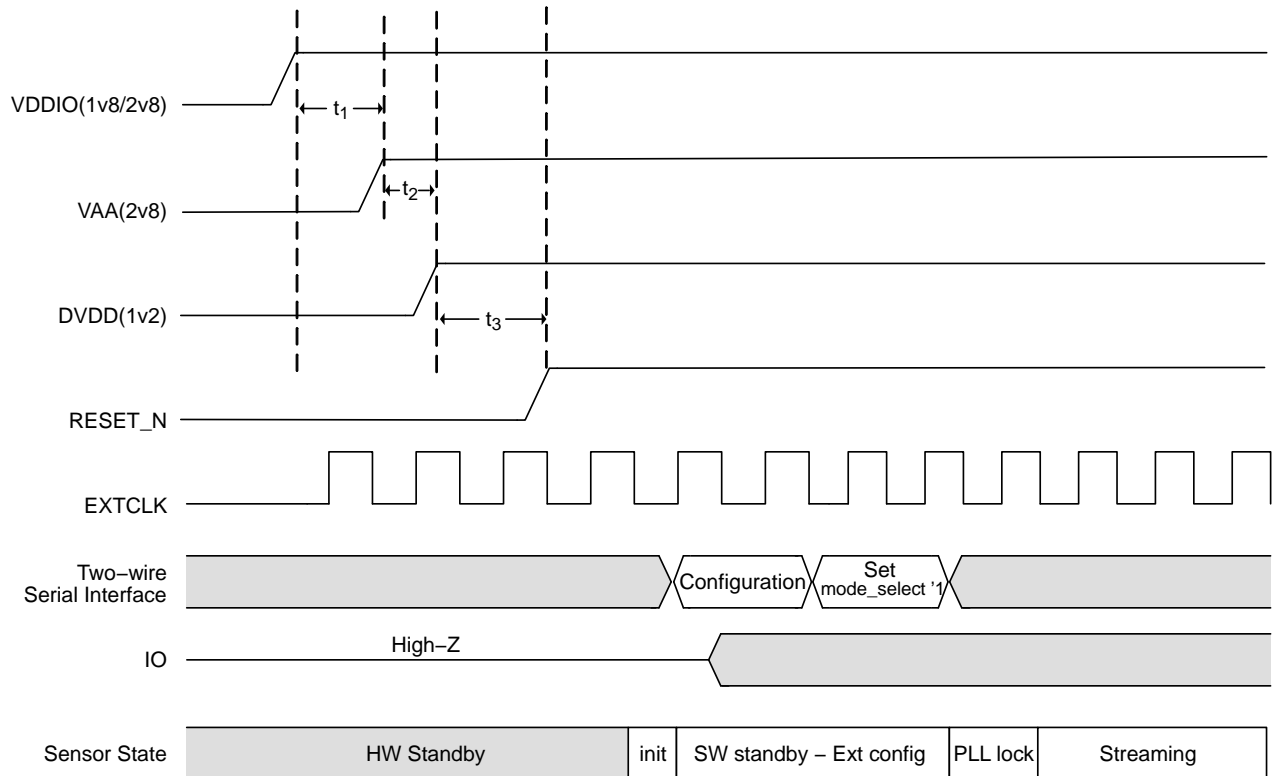 VDDIO(1v8/2v8)
t1
VAA(2v8)
t2
DVDD(1v2)
t3
RESET_N
EXTCLK
Two−wire
Serial Interface
Configuration
Set
mode_select '1
IO
High−Z
Sensor State
HW Standby
init
SW standby − Ext config
PLL lock
Streaming